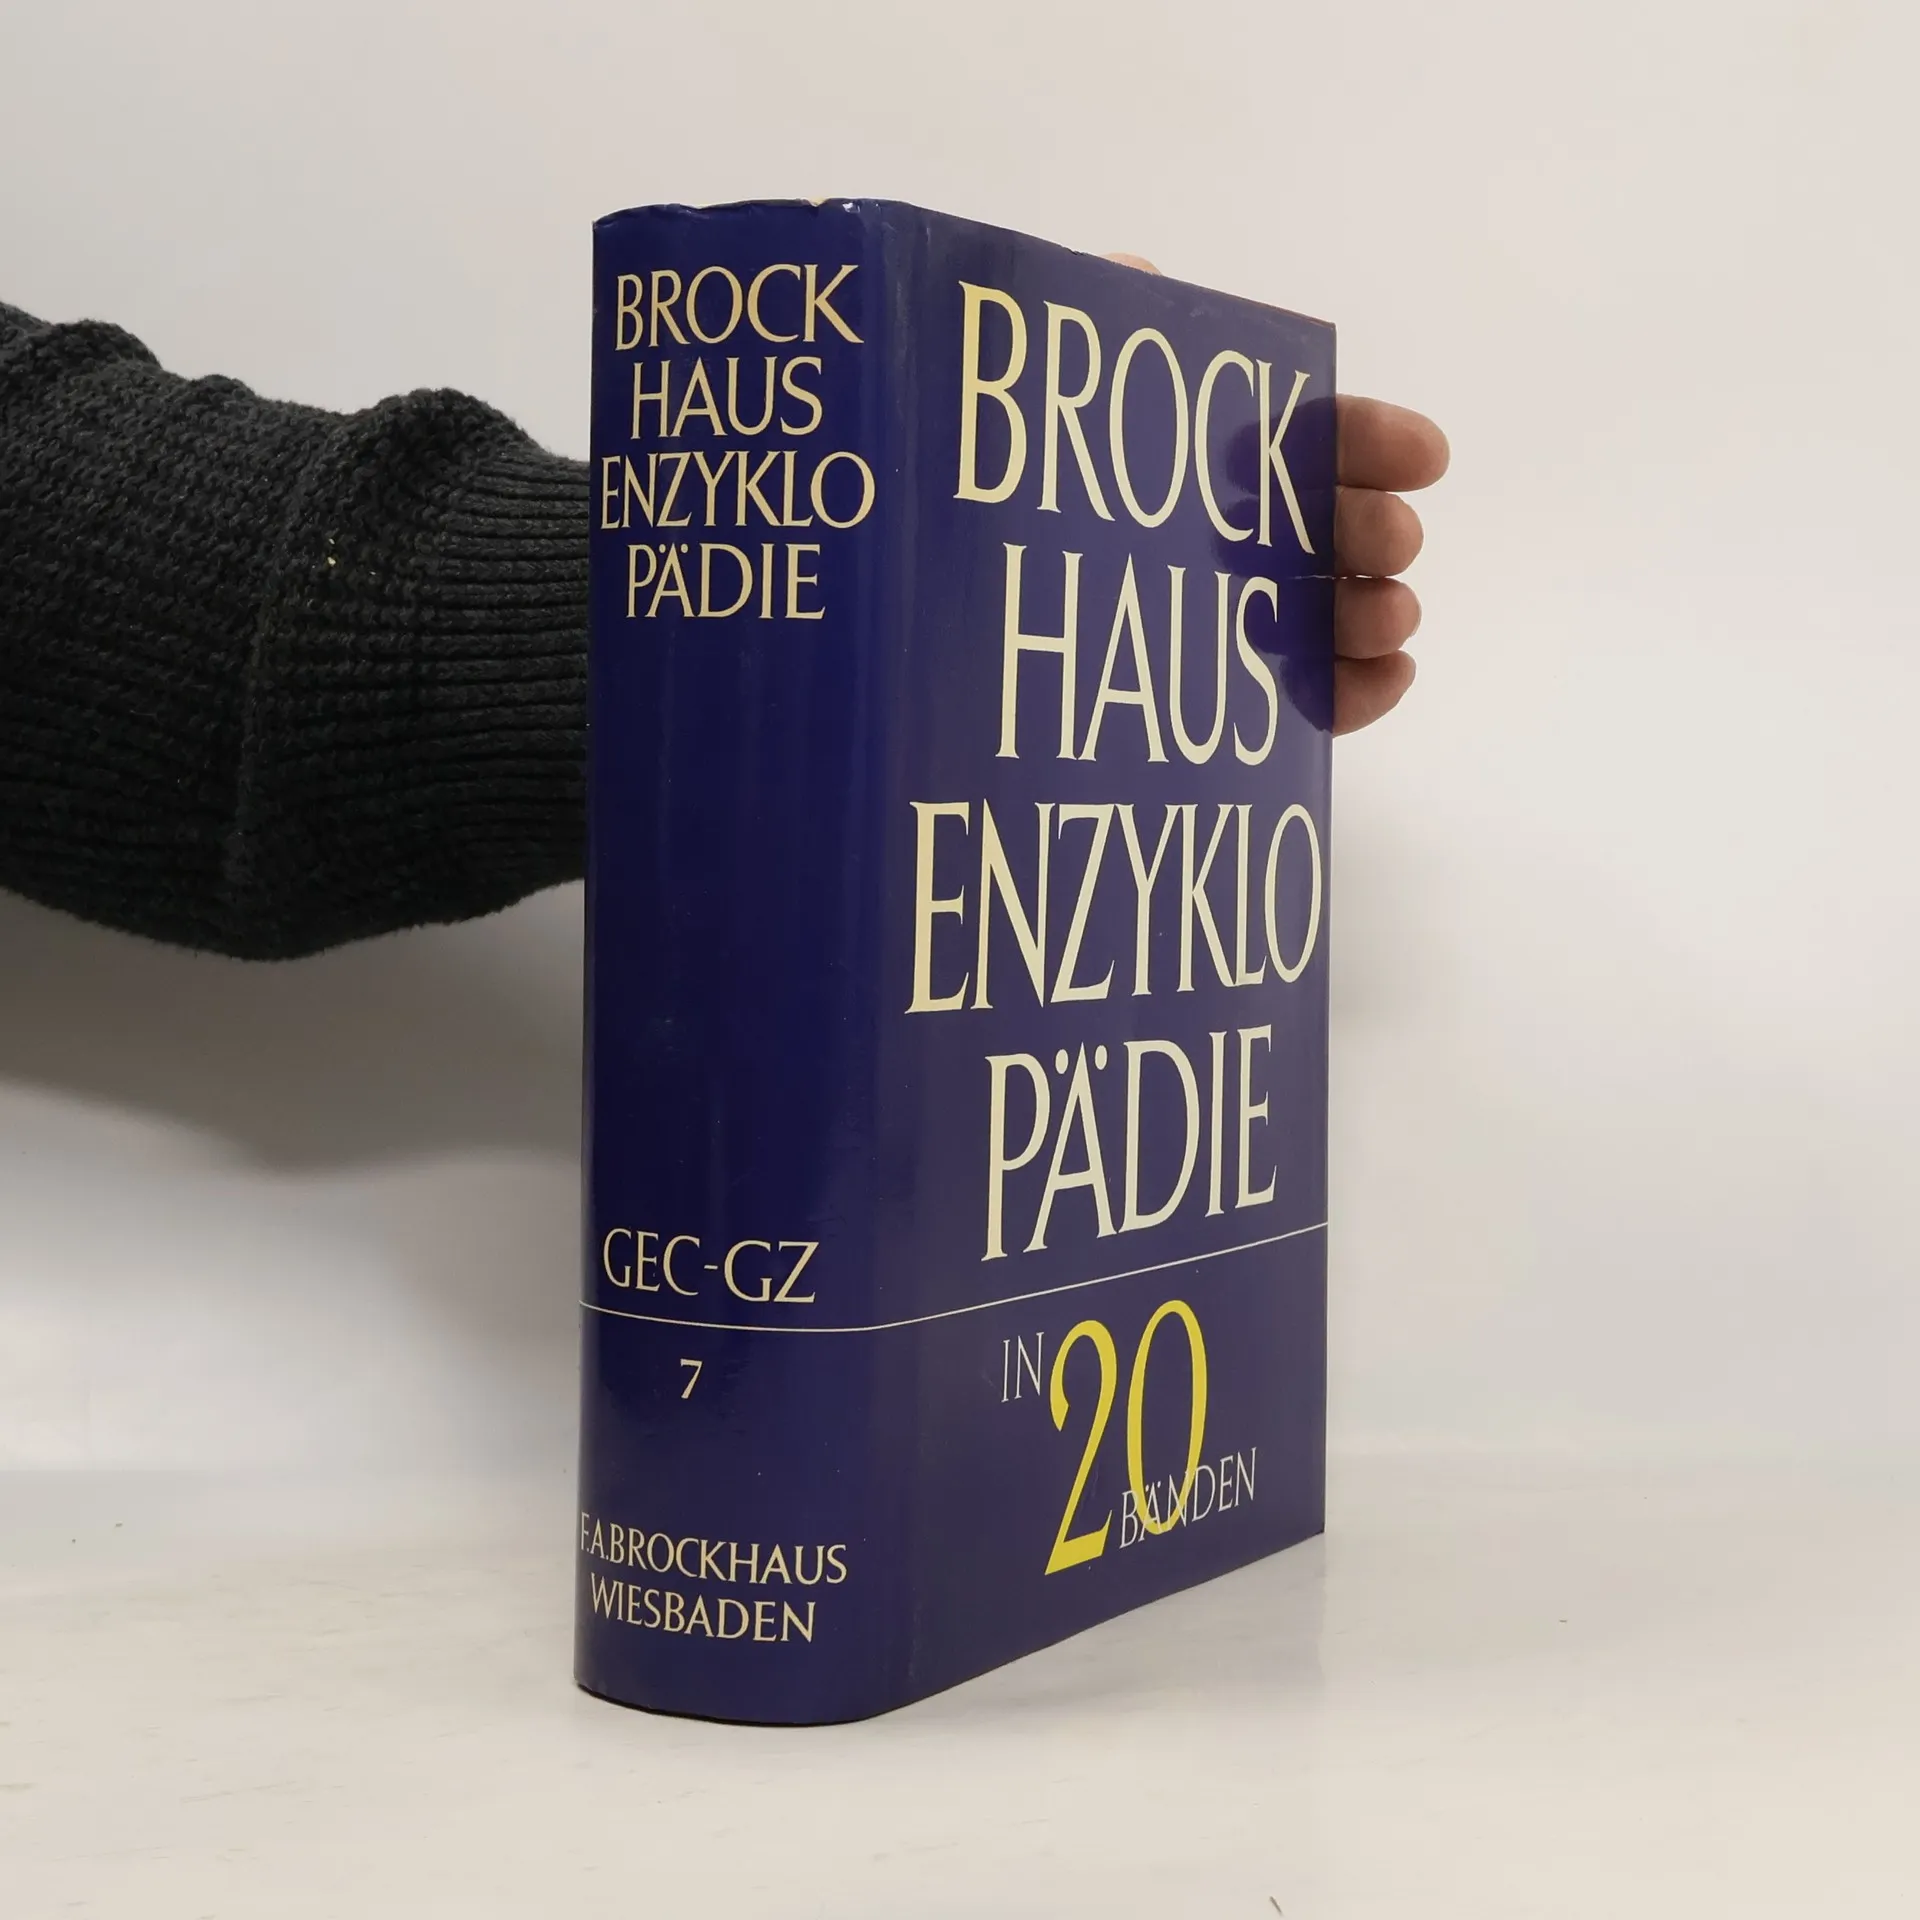 BROCK
HAUS
ENZYKLO
PÄDIE
GEC-GZ
7
F.A.BROCKHAUS
WIESBADEN
BROCK
HAUS
ENZYKLO
PÄDIE
IN 20
BÄNDEN